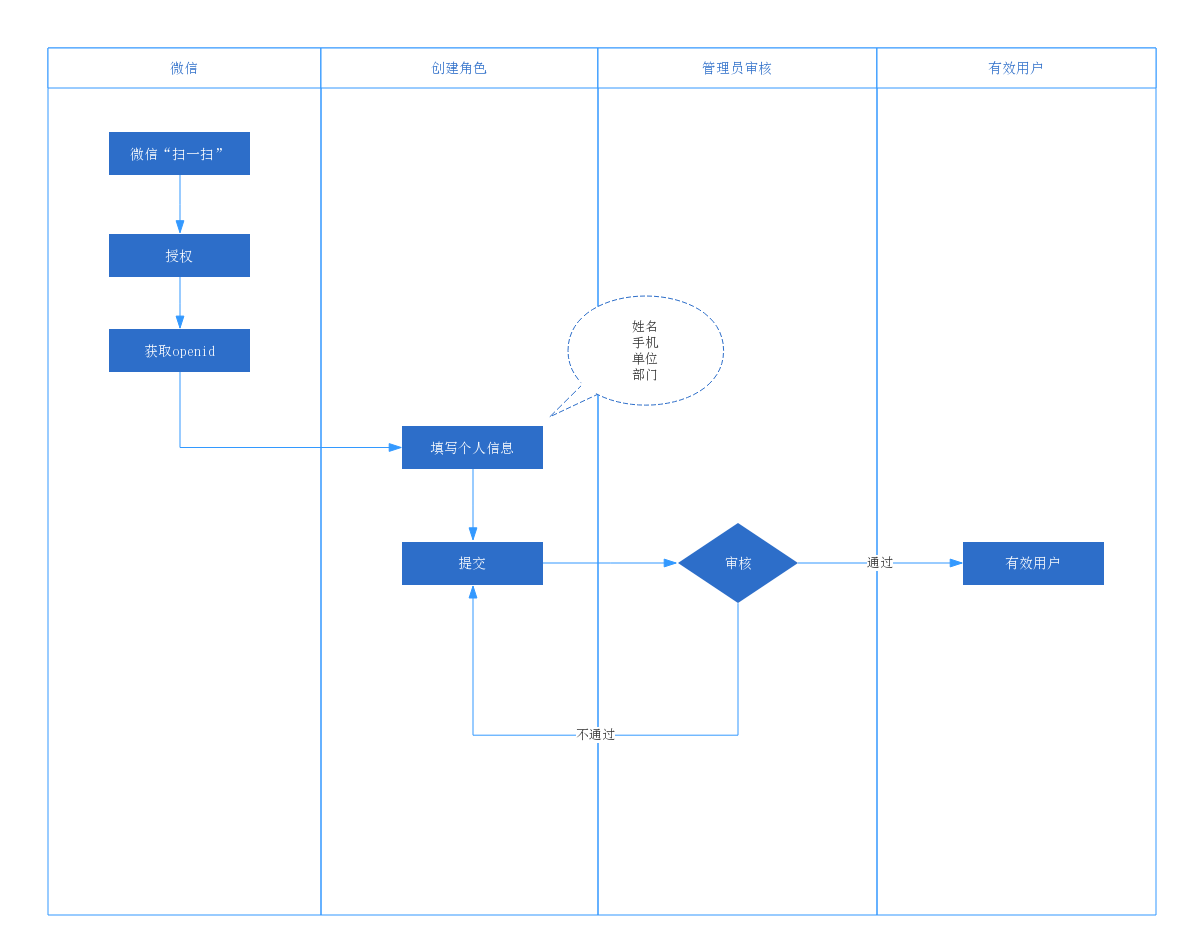 微信
创建角色
管理员审核
有效用户
微信“扫一扫”
授权
获取openid
姓名
手机
单位
部门
填写个人信息
提交
审核
通过
有效用户
不通过